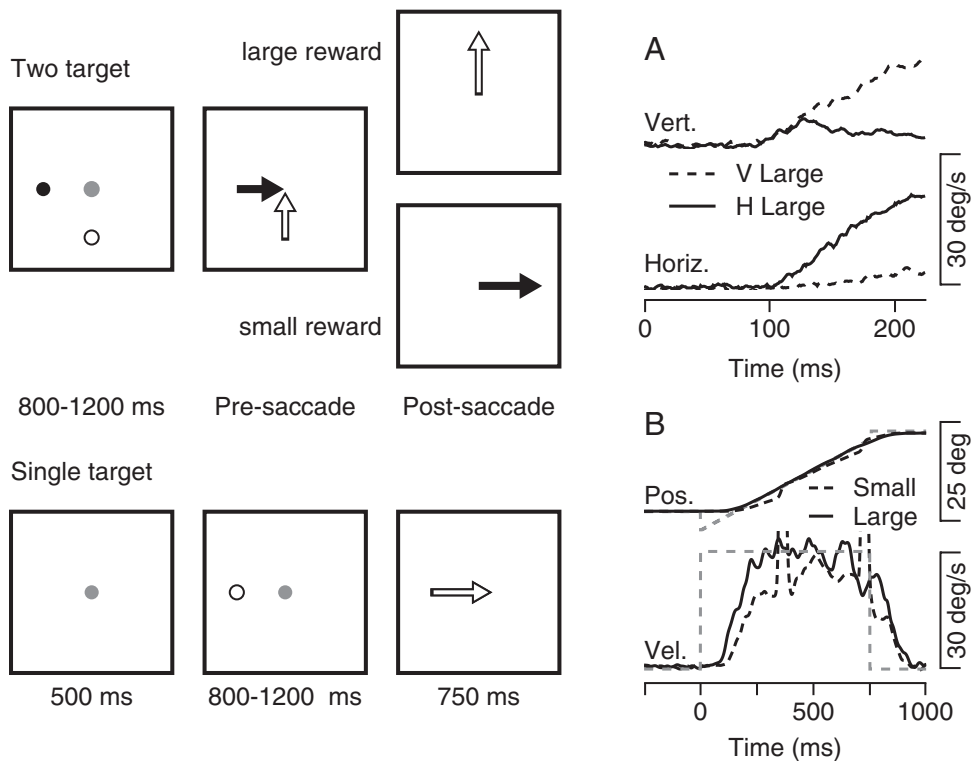 Two target
large reward
small reward
800-1200 ms
Pre-saccade
Post-saccade
Single target
500 ms
800-1200 ms
750 ms
A
Vert.
V Large
H Large
Horiz.
30 deg/s
0
100
200
Time (ms)
B
Pos.
Small
Large
25 deg
Vel.
30 deg/s
0
500
1000
Time (ms)